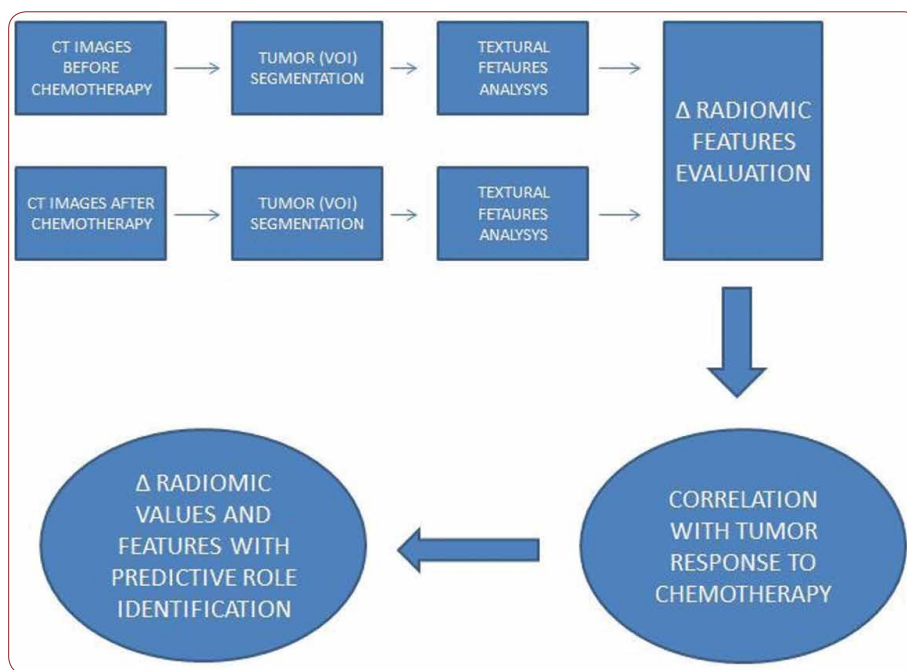 CT IMAGES
BEFORE
CHEMOTHERAPY
TUMOR (VOI)
SEGMENTATION
TEXTURAL
FETAURES
ANALYSYS
Δ RADIOMIC
FEATURES
EVALUATION
CT IMAGES AFTER
CHEMOTHERAPY
TUMOR (VOI)
SEGMENTATION
TEXTURAL
FETAURES
ANALYSYS
CORRELATION
WITH TUMOR
RESPONSE TO
CHEMOTHERAPY
Δ RADIOMIC
VALUES AND
FEATURES WITH
PREDICTIVE ROLE
IDENTIFICATION